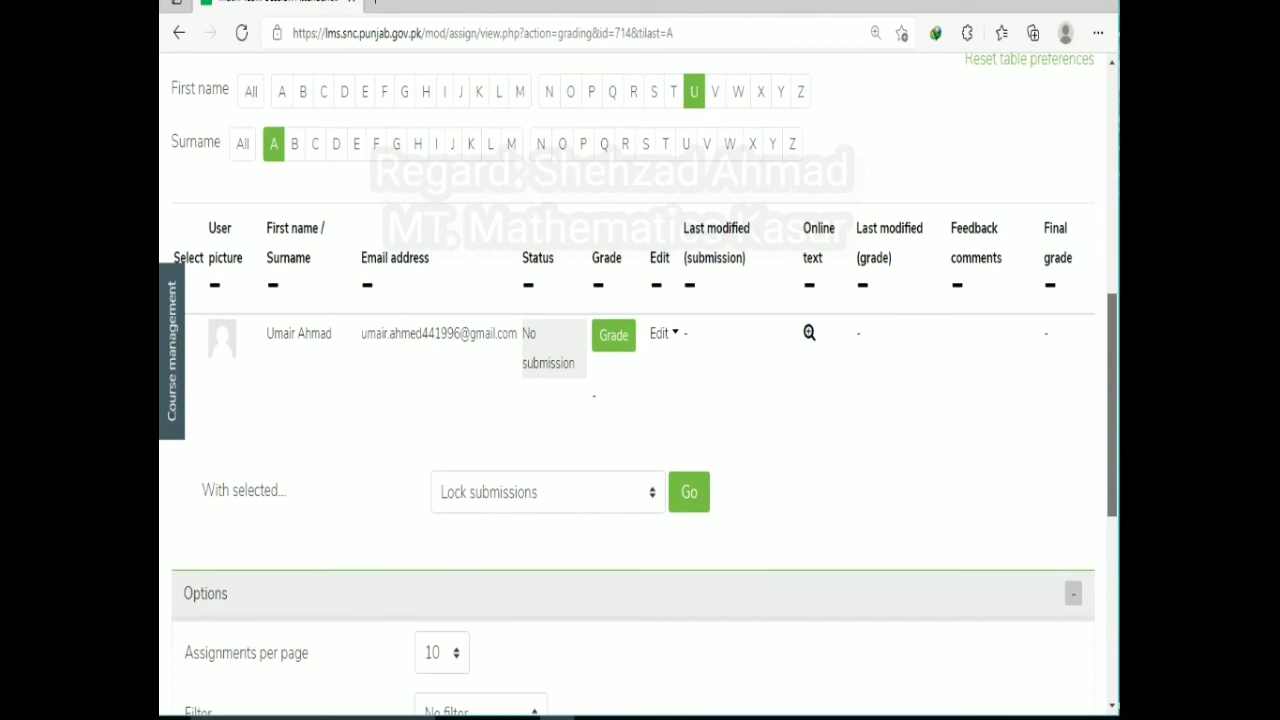 https://lms.snc.punjab.gov.pk/mod/assign/view.php?action=grading&id=714&tilast=A
Reset table preferences
First name All A B C D E F G H I J K L M N O P Q R S T U V W X Y Z
Surname All A B C D E F G H I J K L M N O P Q R S T U V W X Y Z
Regard: Shehzad Ahmad
MT. Mathematics Kasur
User First name / Last modified Online Last modified Feedback Final
Select picture Surname Email address Status Grade Edit (submission) text (grade) comments grade
Umair Ahmad umair.ahmed441996@gmail.com No Grade Edit - - -
submission
-
Course management
With selected... Lock submissions Go
Options -
Assignments per page 10
Filter No filter